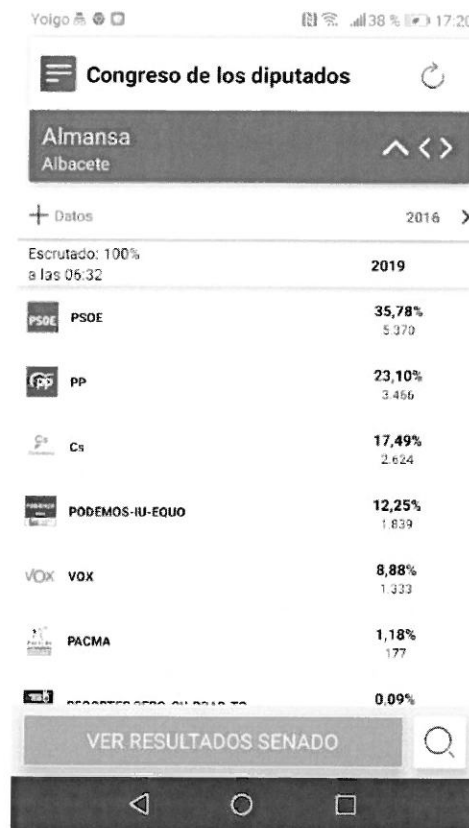 Yoigo 38 % 17:20
Congreso de los diputados
Almansa
Albacete
+ Datos 2016
Escrutado: 100%
a las 06:32 2019
PSOE PSOE 35,78%
5.370
PP PP 23,10%
3.466
Cs Cs 17,49%
2.624
PODEMOS-IU-EQUO 12,25%
1.839
VOX VOX 8,88%
1.333
PACMA 1,18%
177
0,09%
VER RESULTADOS SENADO